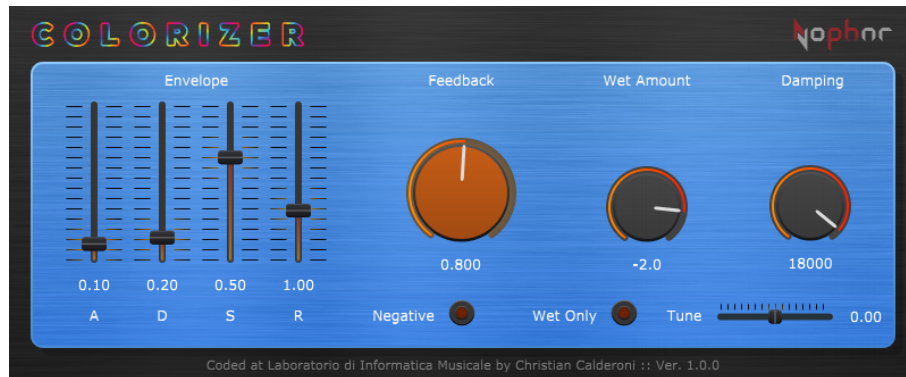 COLORIZER
Nophnr
Envelope Feedback Wet Amount Damping
0.800 -2.0 18000
0.10 0.20 0.50 1.00
A D S R Negative Wet Only Tune 0.00
Coded at Laboratorio di Informatica Musicale by Christian Calderoni :: Ver. 1.0.0